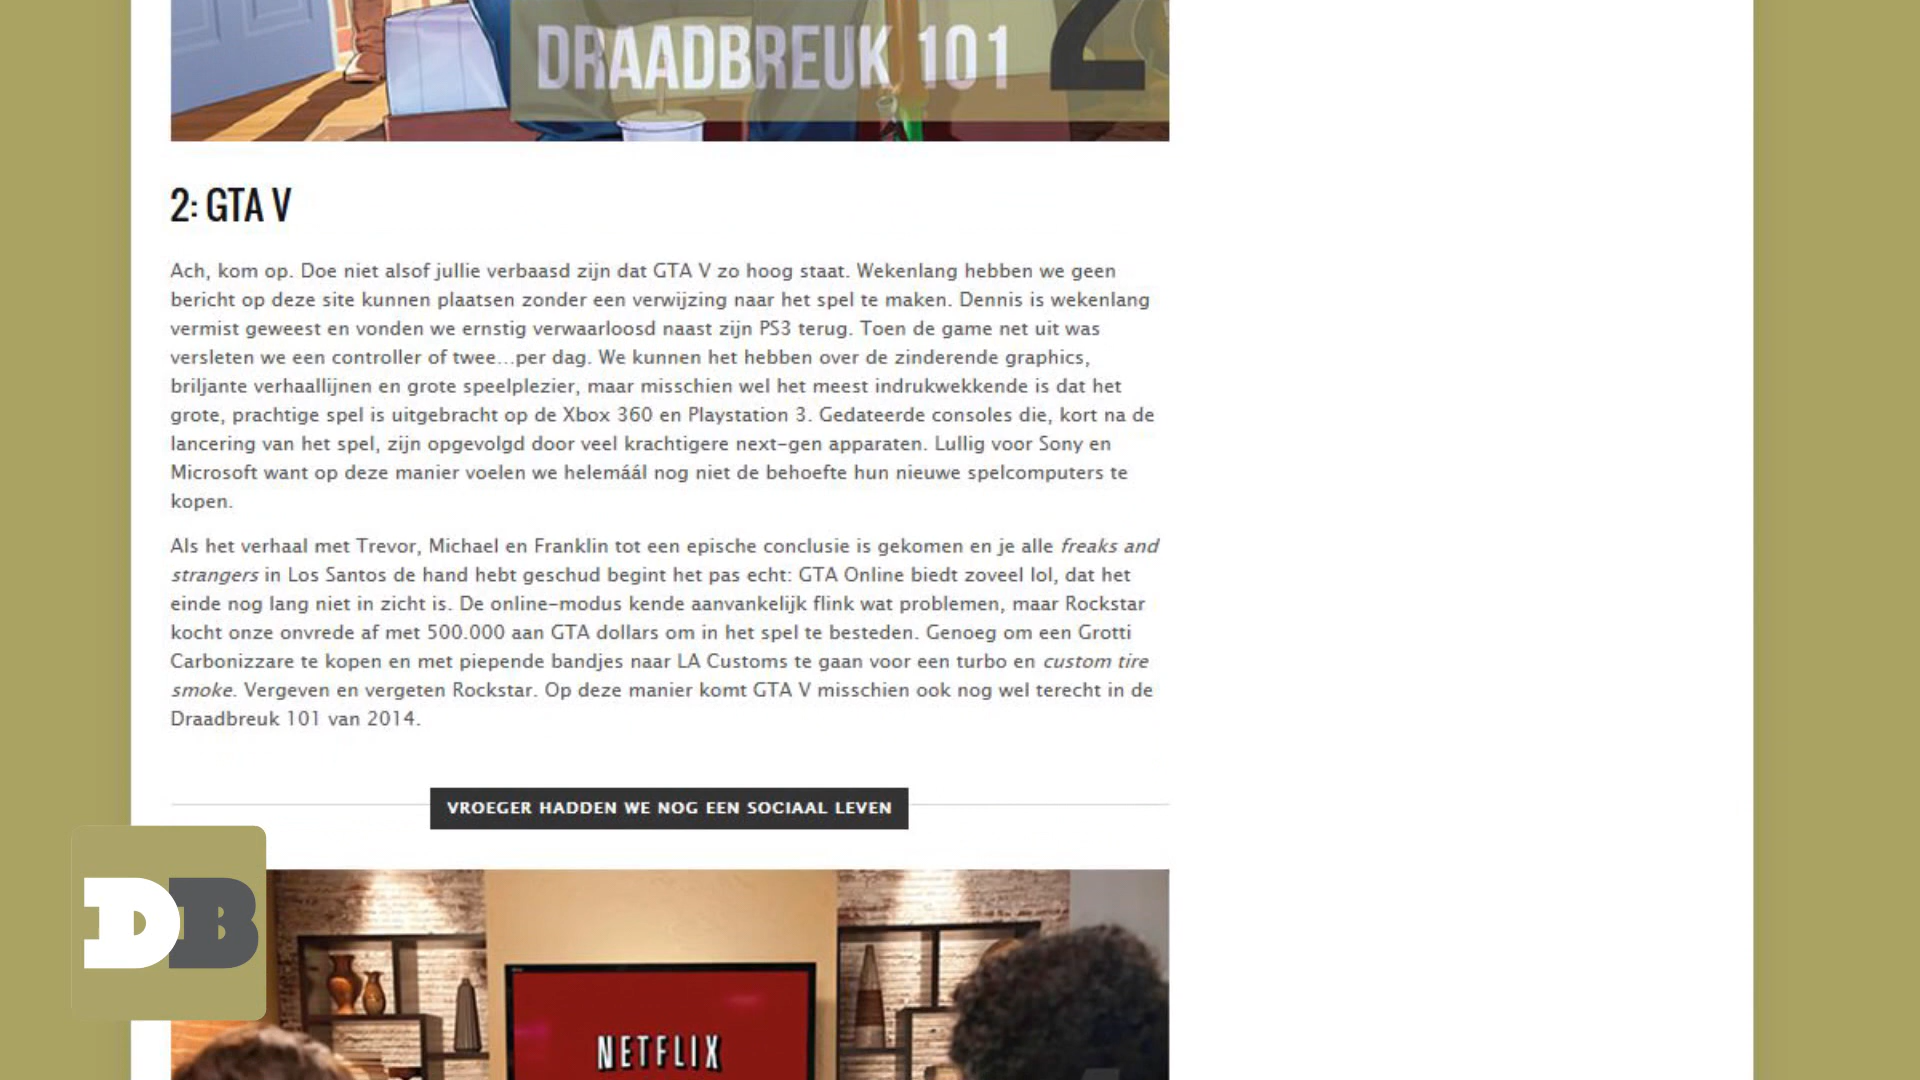 DRAADBREUK 101
2
2: GTA V
Ach, kom op. Doe niet alsof jullie verbaasd zijn dat GTA V zo hoog staat. Wekenlang hebben we geen
bericht op deze site kunnen plaatsen zonder een verwijzing naar het spel te maken. Dennis is wekenlang
vermist geweest en vonden we ernstig verwaarloosd naast zijn PS3 terug. Toen de game net uit was
versleten we een controller of twee...per dag. We kunnen het hebben over de zinderende graphics,
briljante verhaallijnen en grote speelplezier, maar misschien wel het meest indrukwekkende is dat het
grote, prachtige spel is uitgebracht op de Xbox 360 en Playstation 3. Gedateerde consoles die, kort na de
lancering van het spel, zijn opgevolgd door veel krachtigere next-gen apparaten. Lullig voor Sony en
Microsoft want op deze manier voelen we helemáál nog niet de behoefte hun nieuwe spelcomputers te
kopen.
Als het verhaal met Trevor, Michael en Franklin tot een epische conclusie is gekomen en je alle freaks and
strangers in Los Santos de hand hebt geschud begint het pas echt: GTA Online biedt zoveel lol, dat het
einde nog lang niet in zicht is. De online-modus kende aanvankelijk flink wat problemen, maar Rockstar
kocht onze onvrede af met 500.000 aan GTA dollars om in het spel te besteden. Genoeg om een Grotti
Carbonizzare te kopen en met piepende bandjes naar LA Customs te gaan voor een turbo en custom tire
smoke. Vergeven en vergeten Rockstar. Op deze manier komt GTA V misschien ook nog wel terecht in de
Draadbreuk 101 van 2014.
VROEGER HADDEN WE NOG EEN SOCIAAL LEVEN
DB
NETFLIX